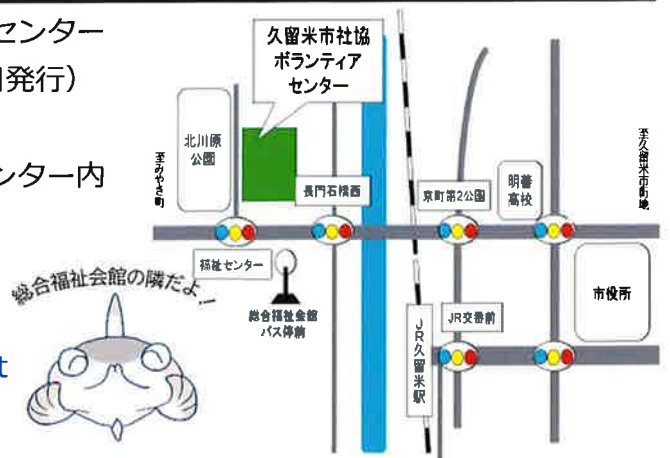 センター
発行）
ンター内
t
久留米市社協
ボランティア
センター
北川原
公園
至みやき町
長門石橋西
京町第2公園
明善
高校
至久留米市町境
福祉センター
総合福祉会館
バス停前
JR交番前
市役所
JR久留米駅
総合福祉会館の隣だよ！